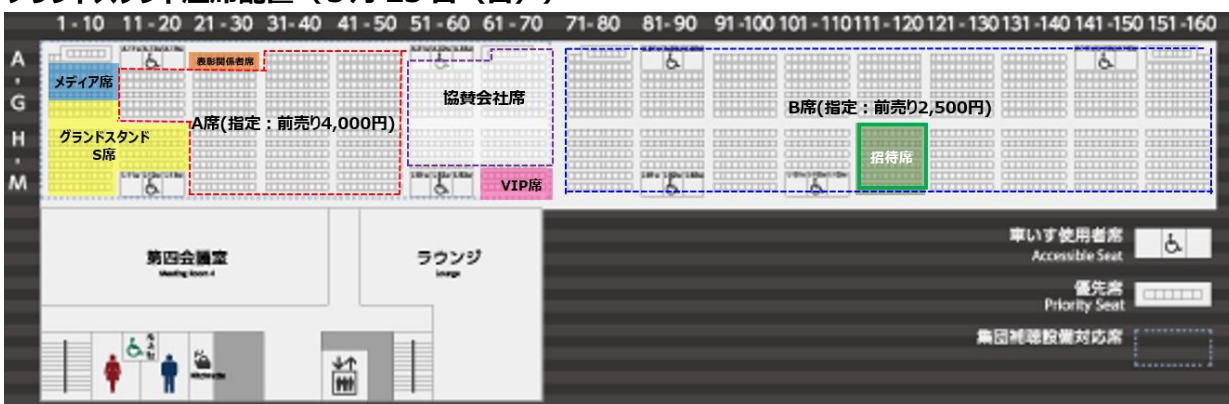 1 - 10 11 - 20 21 - 30 31- 40 41 - 50 51 - 60 61 - 70 71- 80 81- 90 91 -100 101 -110 111 - 120 121 - 130 131 -140 141 -150 151 -160
A
・
G
H
・
M
表彰関係者席
メディア席
協賛会社席
A席(指定：前売り4,000円)
B席(指定：前売り2,500円)
グランドスタンド
S席
招待席
VIP席
第四会議室
Meeting Room 4
ラウンジ
Lounge
車いす使用者席
Accessible Seat
優先席
Priority Seat
集団補聴設備対応席